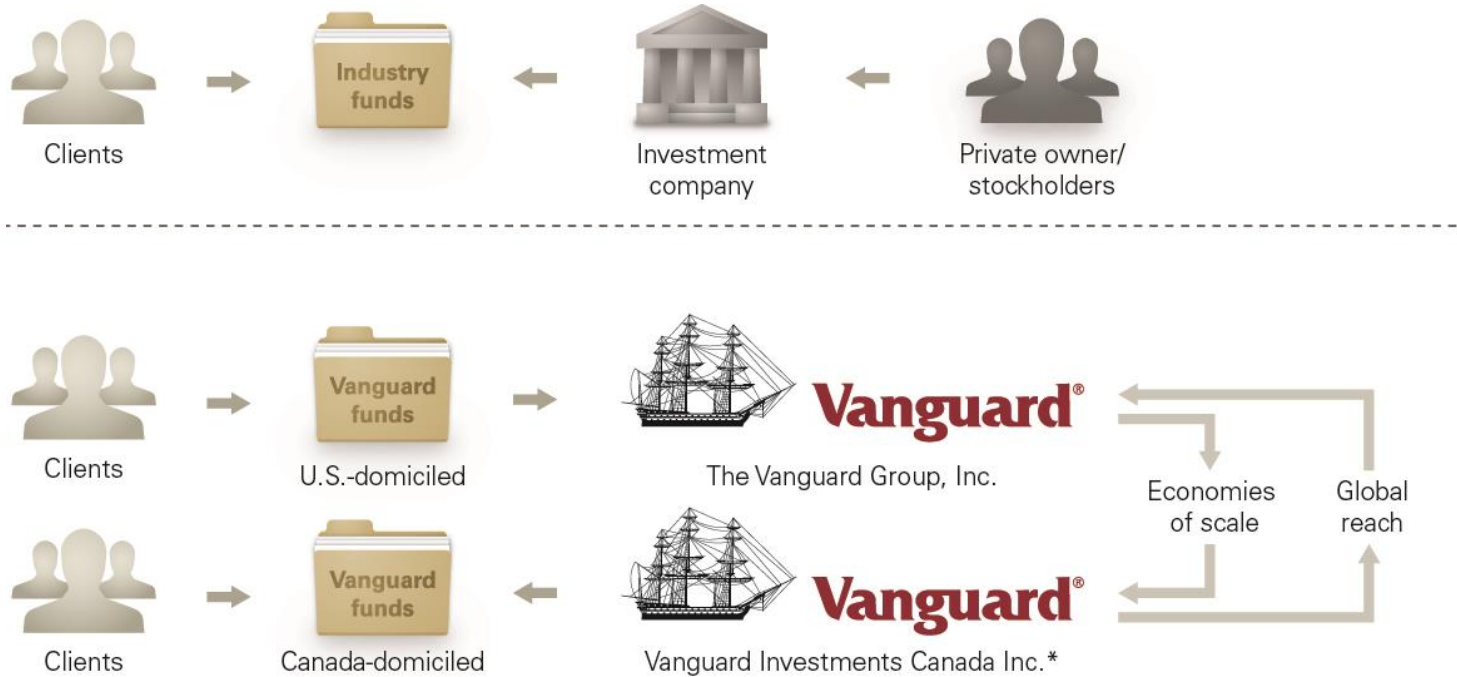 Industry
funds
Clients
Investment
company
Private owner/
stockholders
Vanguard
funds
Vanguard®
Clients
U.S.-domiciled
The Vanguard Group, Inc.
Economies
of scale
Global
reach
Vanguard
funds
Vanguard®
Clients
Canada-domiciled
Vanguard Investments Canada Inc.*